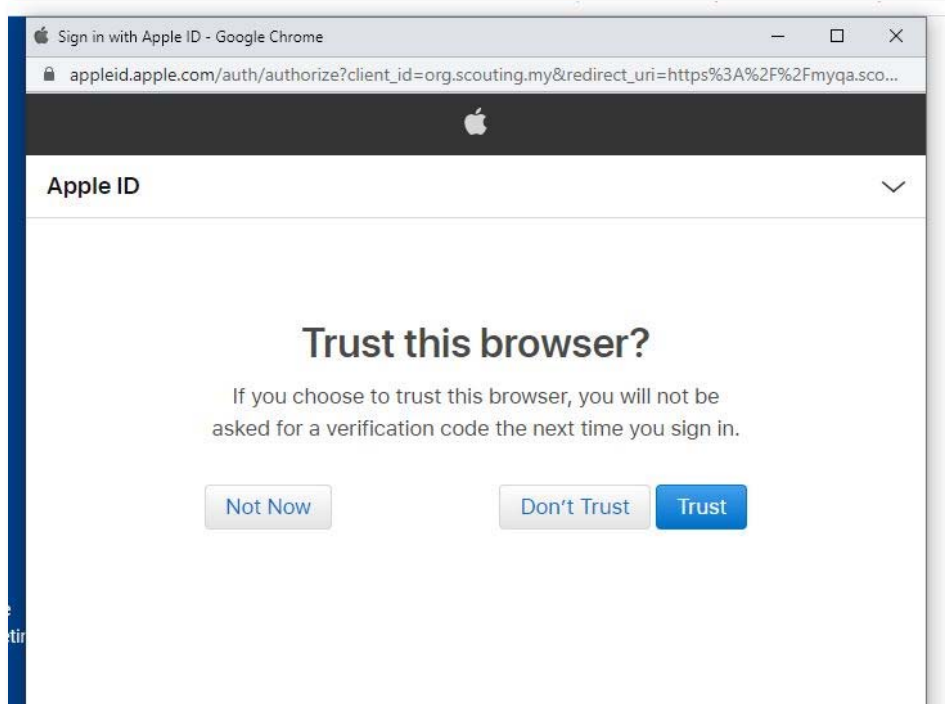 Sign in with Apple ID - Google Chrome
appleid.apple.com/auth/authorize?client_id=org.scouting.my&redirect_uri=https%3A%2F%2Fmyqa.sco...
Apple ID
Trust this browser?
If you choose to trust this browser, you will not be
asked for a verification code the next time you sign in.
Not Now Don't Trust Trust